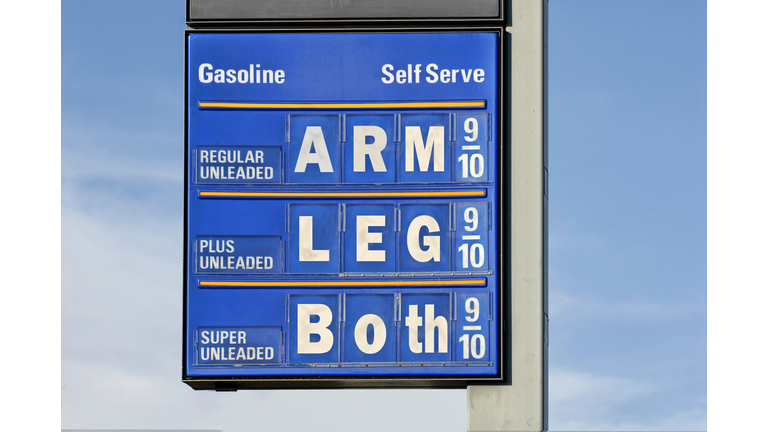 Gasoline Self Serve
REGULAR
UNLEADED
ARM 9/10
PLUS
UNLEADED
LEG 9/10
SUPER
UNLEADED
Both 9/10